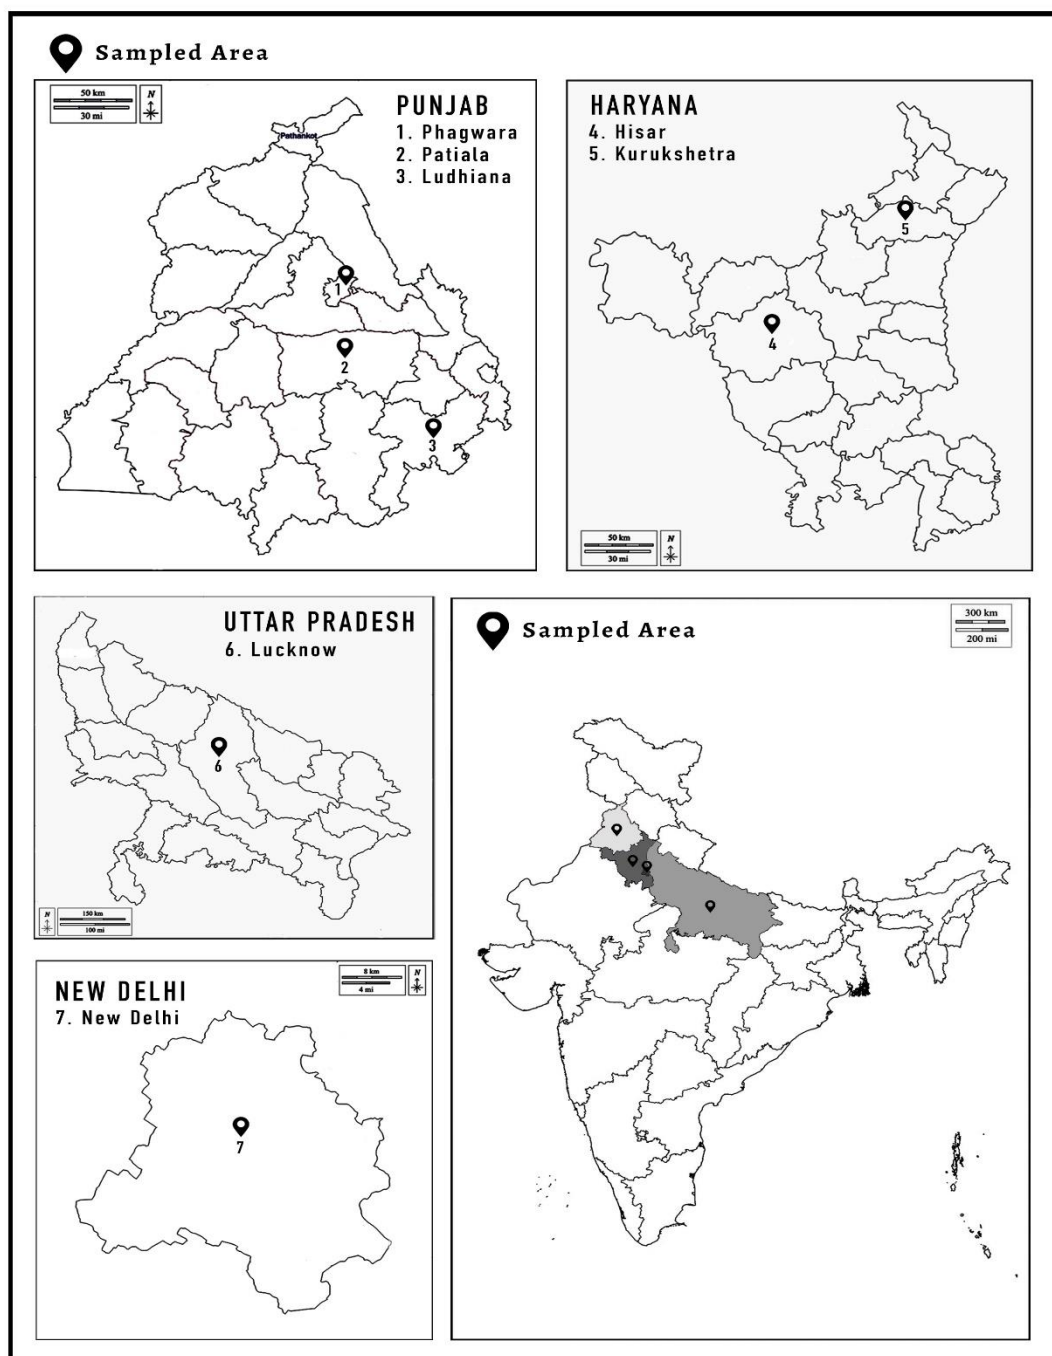 Sampled Area
50 km
30 mi
N
PUNJAB
1. Phagwara
2. Patiala
3. Ludhiana
Pathankot
1
2
3
HARYANA
4. Hisar
5. Kurukshetra
5
4
50 km
30 mi
N
UTTAR PRADESH
6. Lucknow
6
N
150 km
100 mi
Sampled Area
300 km
200 mi
NEW DELHI
7. New Delhi
8 km
4 mi
N
7